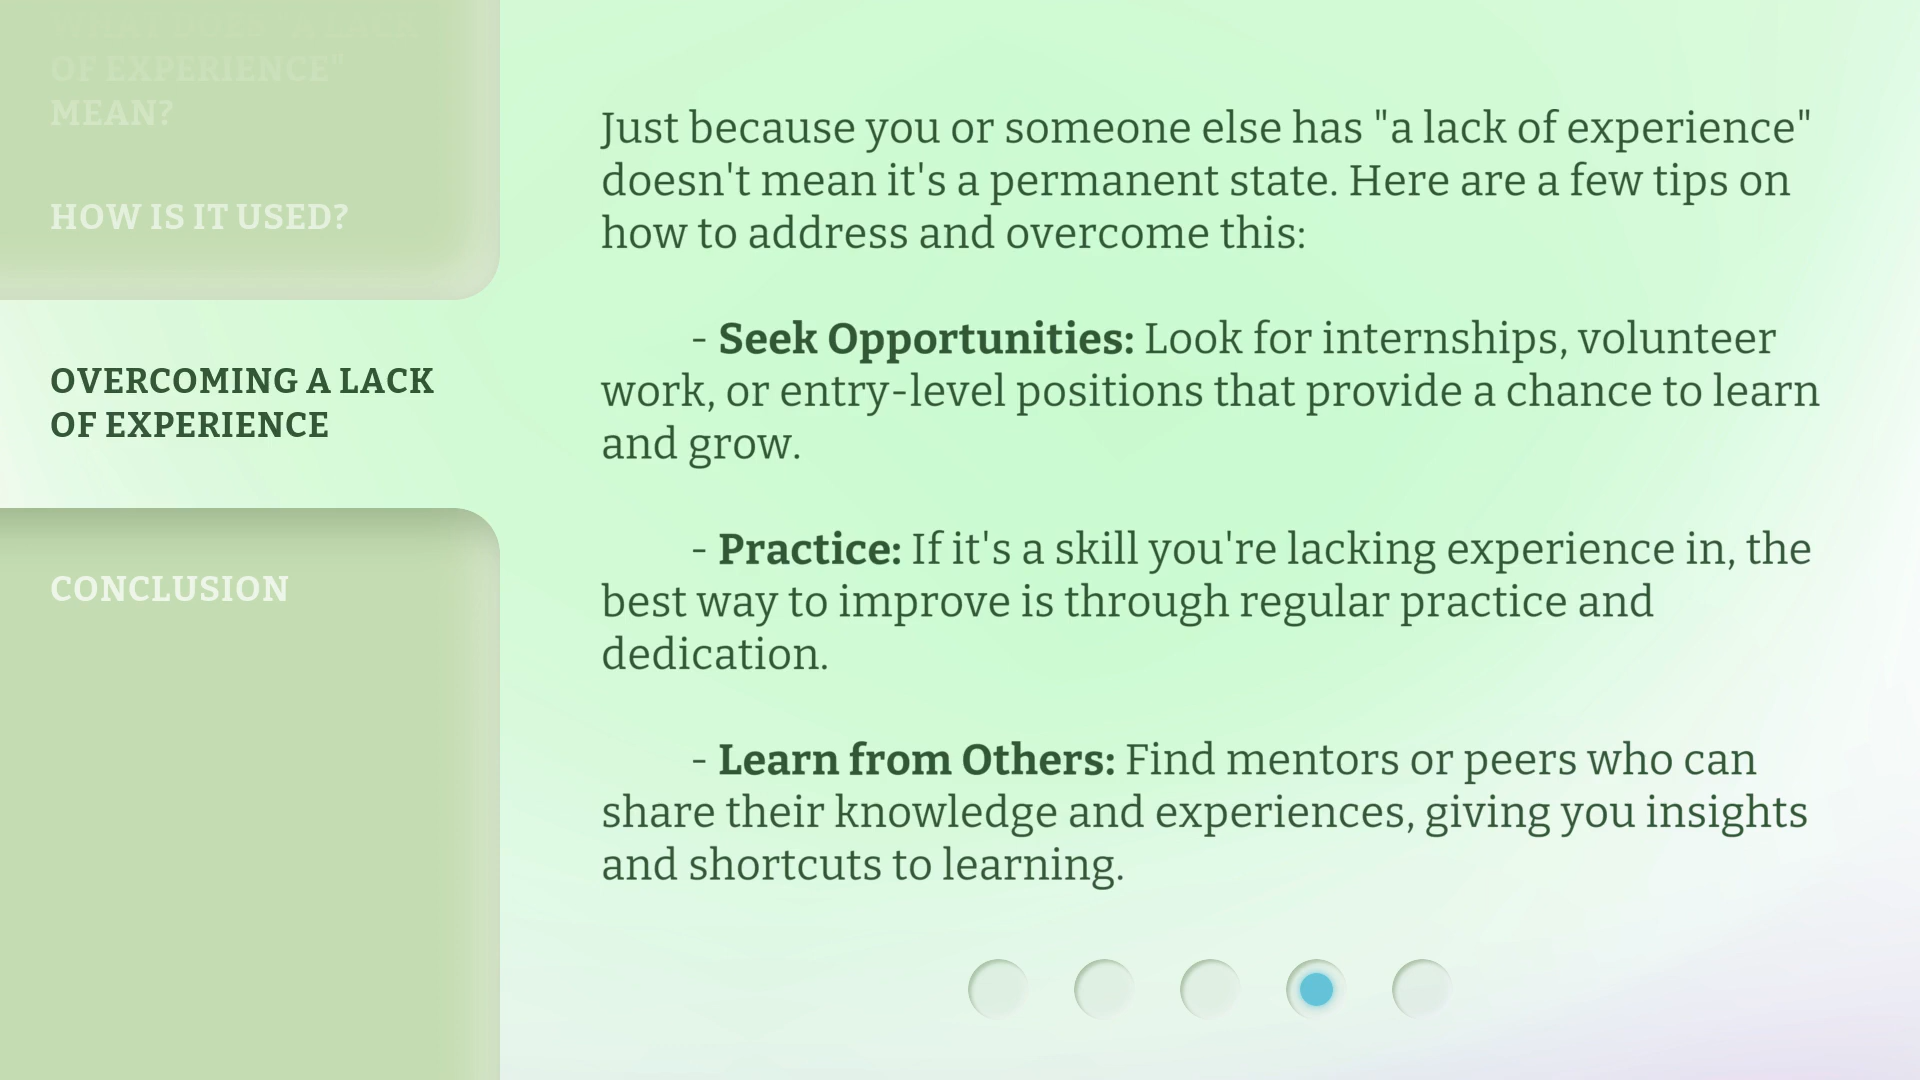 WHAT DOES "A LACK
OF EXPERIENCE"
MEAN?
HOW IS IT USED?
OVERCOMING A LACK
OF EXPERIENCE
CONCLUSION
Just because you or someone else has "a lack of experience"
doesn't mean it's a permanent state. Here are a few tips on
how to address and overcome this:
- Seek Opportunities: Look for internships, volunteer
work, or entry-level positions that provide a chance to learn
and grow.
- Practice: If it's a skill you're lacking experience in, the
best way to improve is through regular practice and
dedication.
- Learn from Others: Find mentors or peers who can
share their knowledge and experiences, giving you insights
and shortcuts to learning.